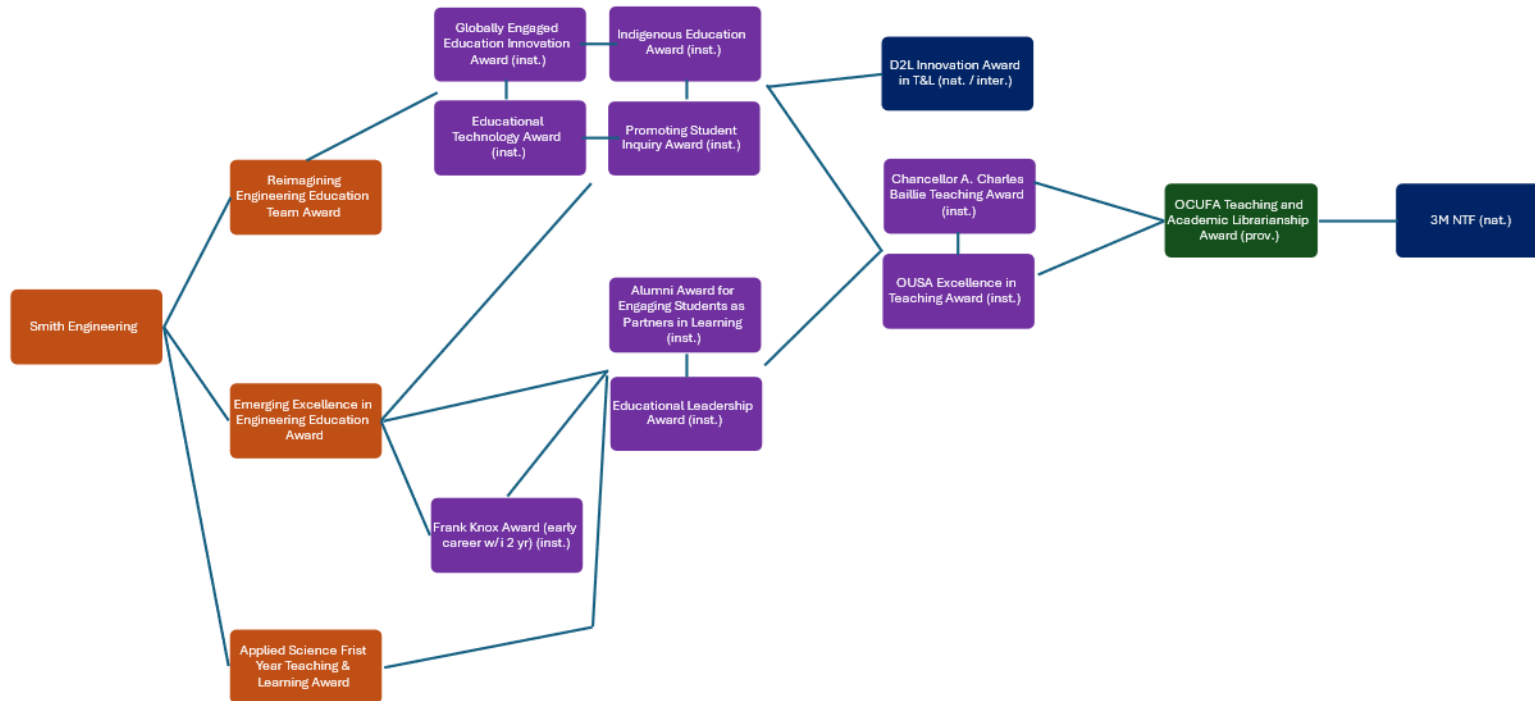 Globally Engaged
Education Innovation
Award (inst.)
Indigenous Education
Award (inst.)
D2L Innovation Award
in T&L (nat. / inter.)
Educational
Technology Award
(inst.)
Promoting Student
Inquiry Award (inst.)
Reimagining
Engineering Education
Team Award
Chancellor A. Charles
Baillie Teaching Award
(inst.)
OCUFA Teaching and
Academic Librarianship
Award (prov.)
3M NTF (nat.)
OUSA Excellence in
Teaching Award (inst.)
Smith Engineering
Alumni Award for
Engaging Students as
Partners in Learning
(inst.)
Emerging Excellence in
Engineering Education
Award
Educational Leadership
Award (inst.)
Frank Knox Award (early
career w/i 2 yr) (inst.)
Applied Science Frist
Year Teaching &
Learning Award